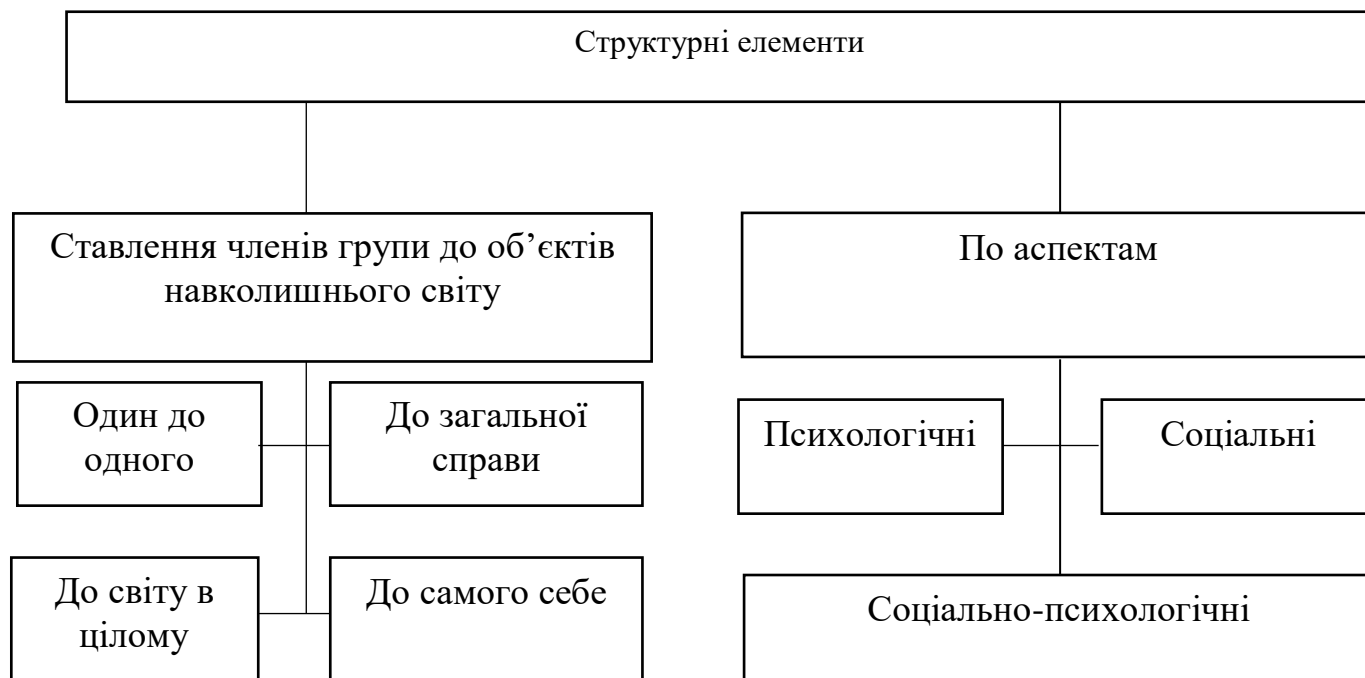 Структурні елементи
Ставлення членів групи до об’єктів
навколишнього світу
По аспектам
Один до
одного
До загальної
справи
Психологічні
Соціальні
До світу в
цілому
До самого себе
Соціально-психологічні